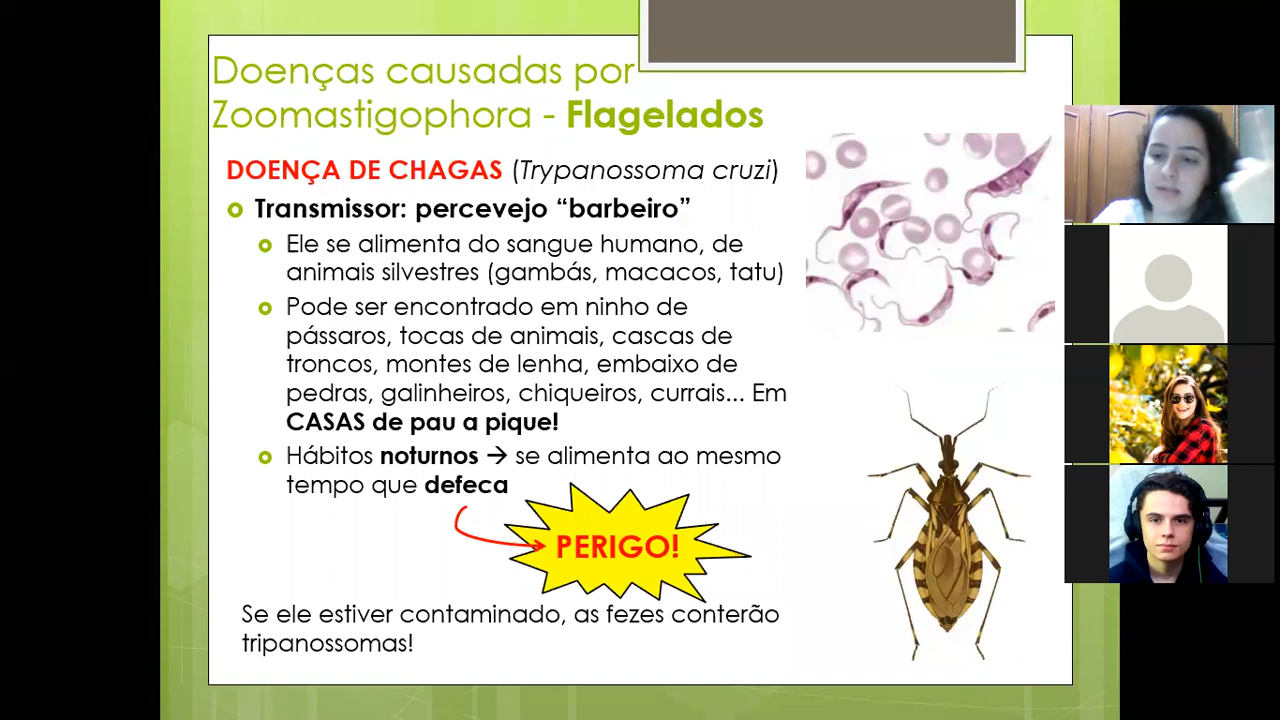 Doenças causadas por
Zoomastigophora - Flagelados
DOENÇA DE CHAGAS (Trypanossoma cruzi)
Transmissor: percevejo “barbeiro”
Ele se alimenta do sangue humano, de
animais silvestres (gambás, macacos, tatu)
Pode ser encontrado em ninho de
pássaros, tocas de animais, cascas de
troncos, montes de lenha, embaixo de
pedras, galinheiros, chiqueiros, currais... Em
CASAS de pau a pique!
Hábitos noturnos → se alimenta ao mesmo
tempo que defeca
PERIGO!
Se ele estiver contaminado, as fezes conterão
tripanossomas!